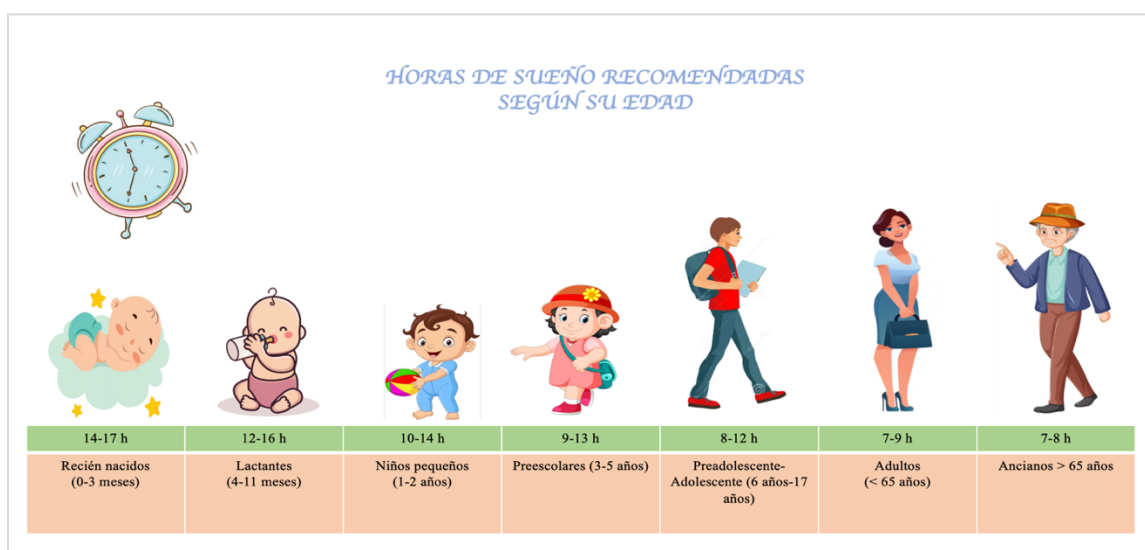 HORAS DE SUEÑO RECOMENDADAS
SEGÚN SU EDAD
14-17 h
12-16 h
10-14 h
9-13 h
8-12 h
7-9 h
7-8 h
Recién nacidos
(0-3 meses)
Lactantes
(4-11 meses)
Niños pequeños
(1-2 años)
Preescolares (3-5 años)
Preadolescente-
Adolescente (6 años-17
años)
Adultos
(< 65 años)
Ancianos > 65 años